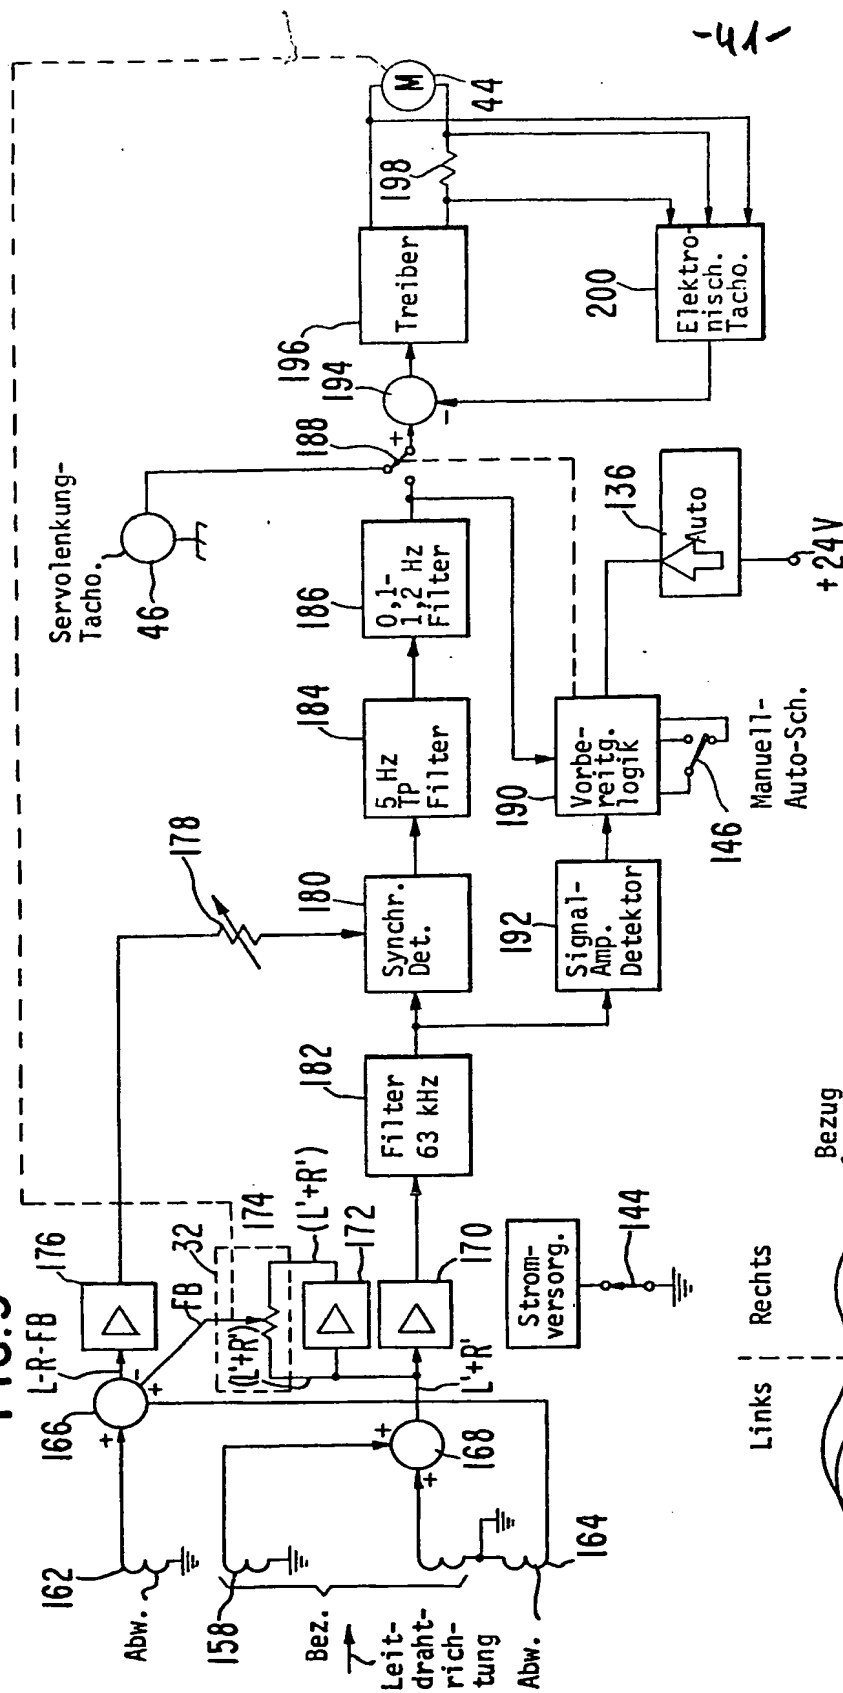 -41-
162
Abw.
158
Bez.
Leit-
draht-
rich-
tung
Abw.
164
166
+
+
-
L-R-FB
176
FB
32
174
(L'+R')
-(L'+R')
172
170
L'+R'
168
+
+
Strom-
versorg.
144
Filter
63 kHz
182
178
Synchr.
Det.
180
5 Hz
TP
Filter
184
0,1-
1,2 Hz
Filter
186
Signal-
Amp.
Detektor
192
Vorbe-
reitg.
logik
190
146
Manuell-
Auto-Sch.
Auto
136
+24V
Servolenkung-
Tacho.
46
188
+
-
194
Treiber
196
198
M
44
Elektro-
nisch.
Tacho.
200
Links
Rechts
Bezug